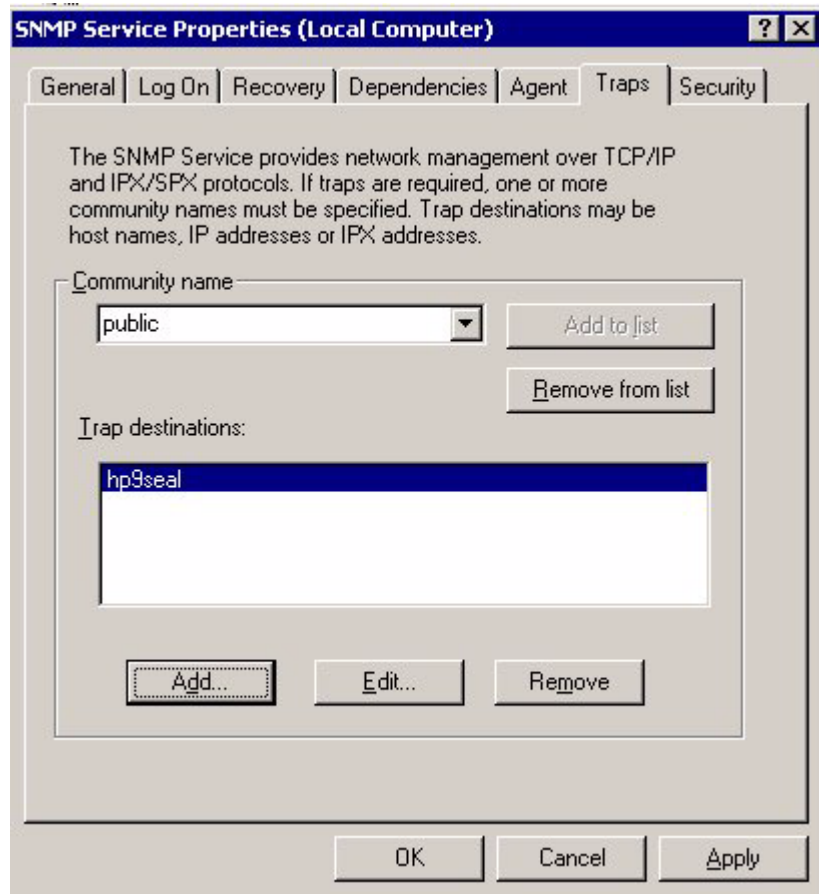 SNMP Service Properties (Local Computer)
General Log On Recovery Dependencies Agent Traps Security
The SNMP Service provides network management over TCP/IP
and IPX/SPX protocols. If traps are required, one or more
community names must be specified. Trap destinations may be
host names, IP addresses or IPX addresses.
Community name
public
Add to list
Remove from list
Trap destinations:
hp9seal
Add... Edit... Remove
OK Cancel Apply